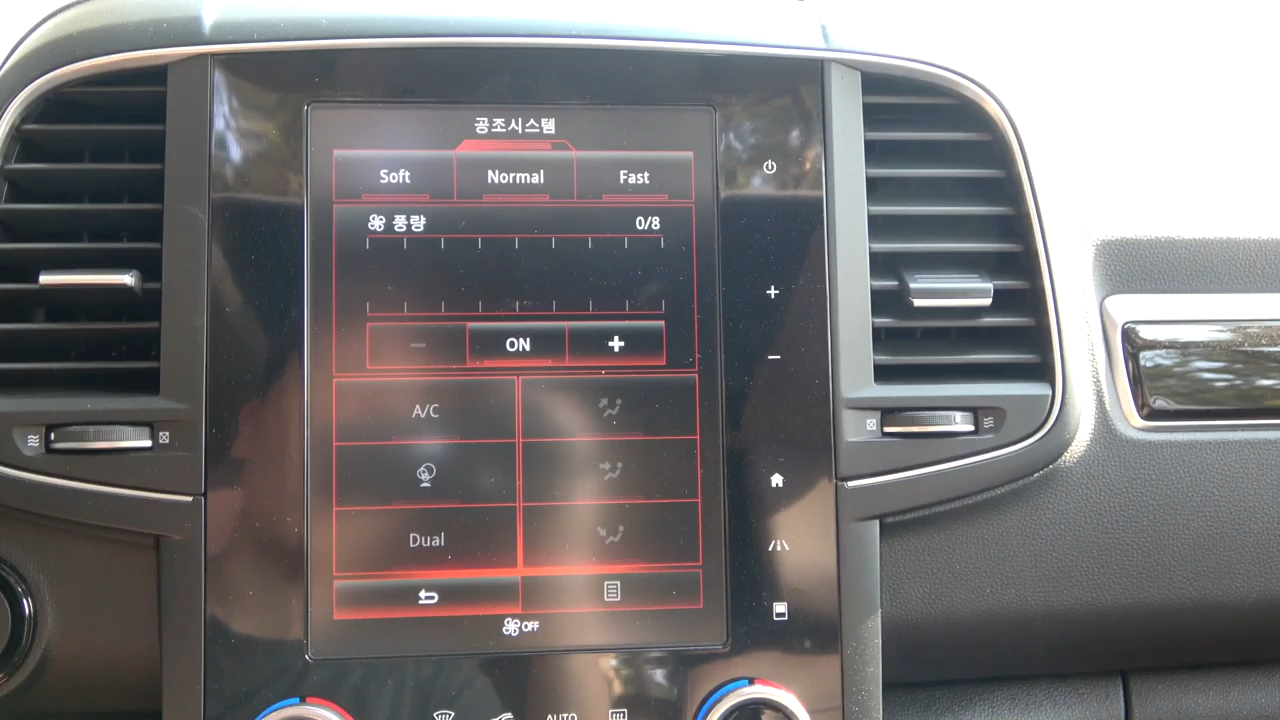 공조시스템
Soft Normal Fast
풍량 0/8
− ON +
A/C
Dual
OFF
+
−
AUTO